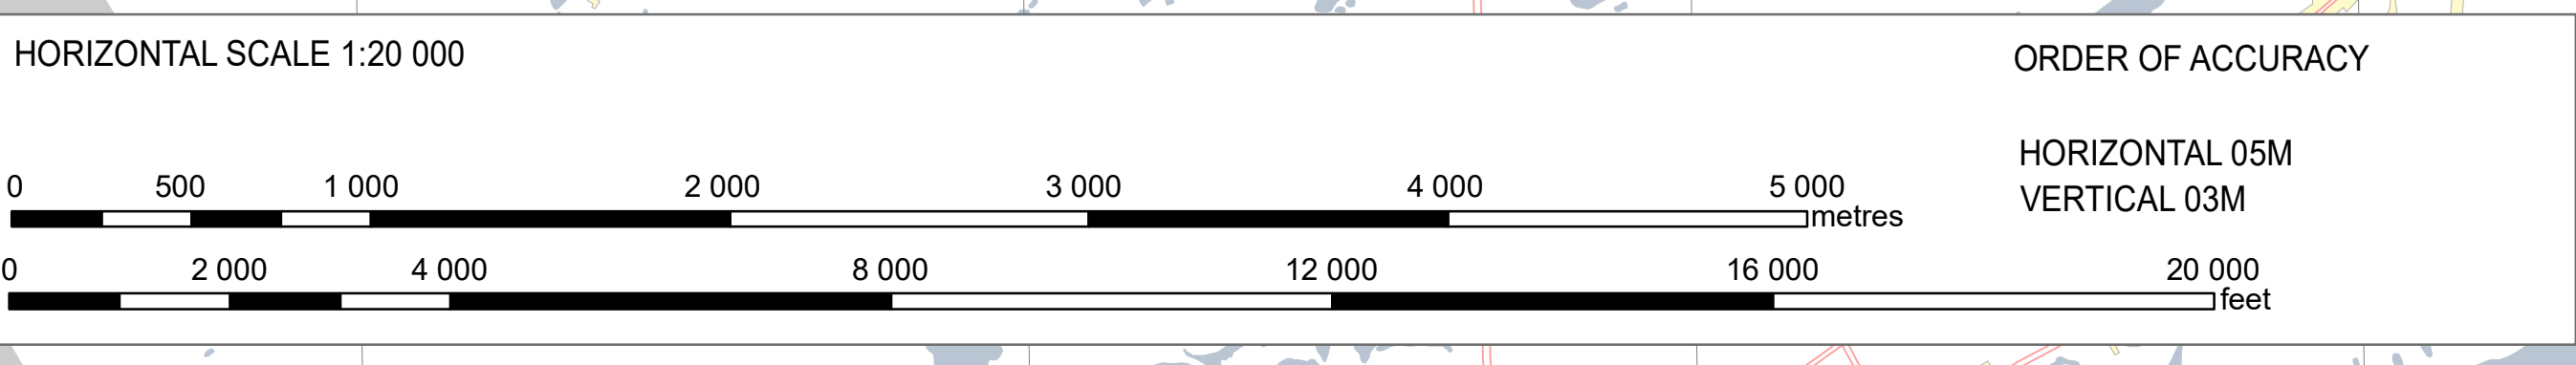 HORIZONTAL SCALE 1:20 000
ORDER OF ACCURACY
HORIZONTAL 05M
VERTICAL 03M
0 500 1 000 2 000 3 000 4 000 5 000
metres
0 2 000 4 000 8 000 12 000 16 000 20 000
feet